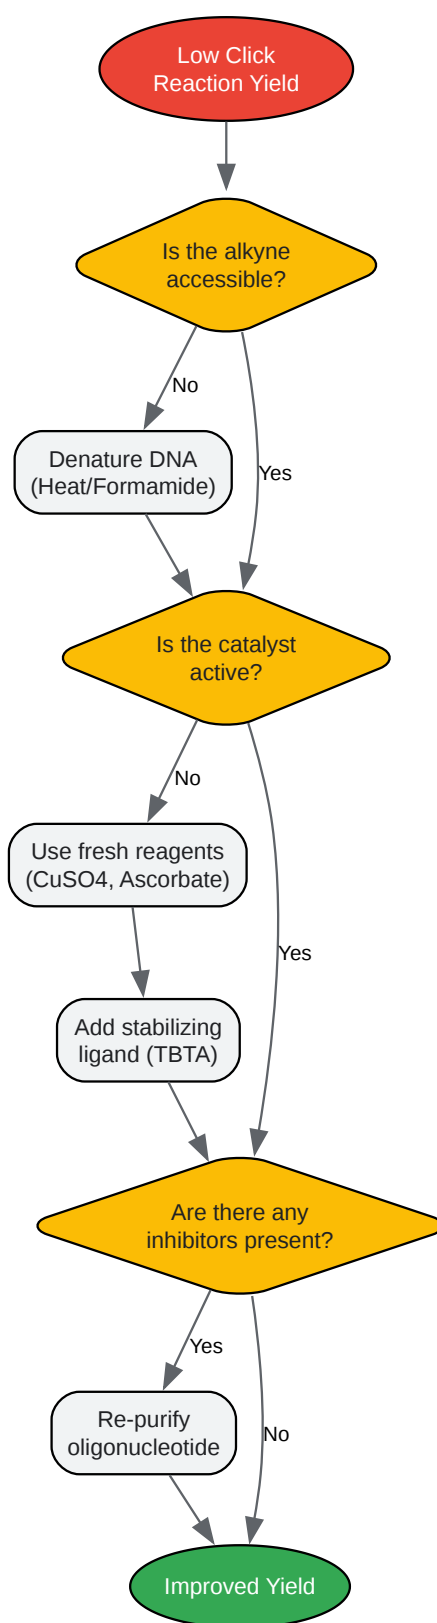 Low Click
Reaction Yield
Is the alkyne
accessible?
No
Denature DNA
(Heat/Formamide)
Yes
Is the catalyst
active?
No
Use fresh reagents
(CuSO4, Ascorbate)
Yes
Add stabilizing
ligand (TBTA)
Are there any
inhibitors present?
Yes
Re-purify
oligonucleotide
No
Improved Yield